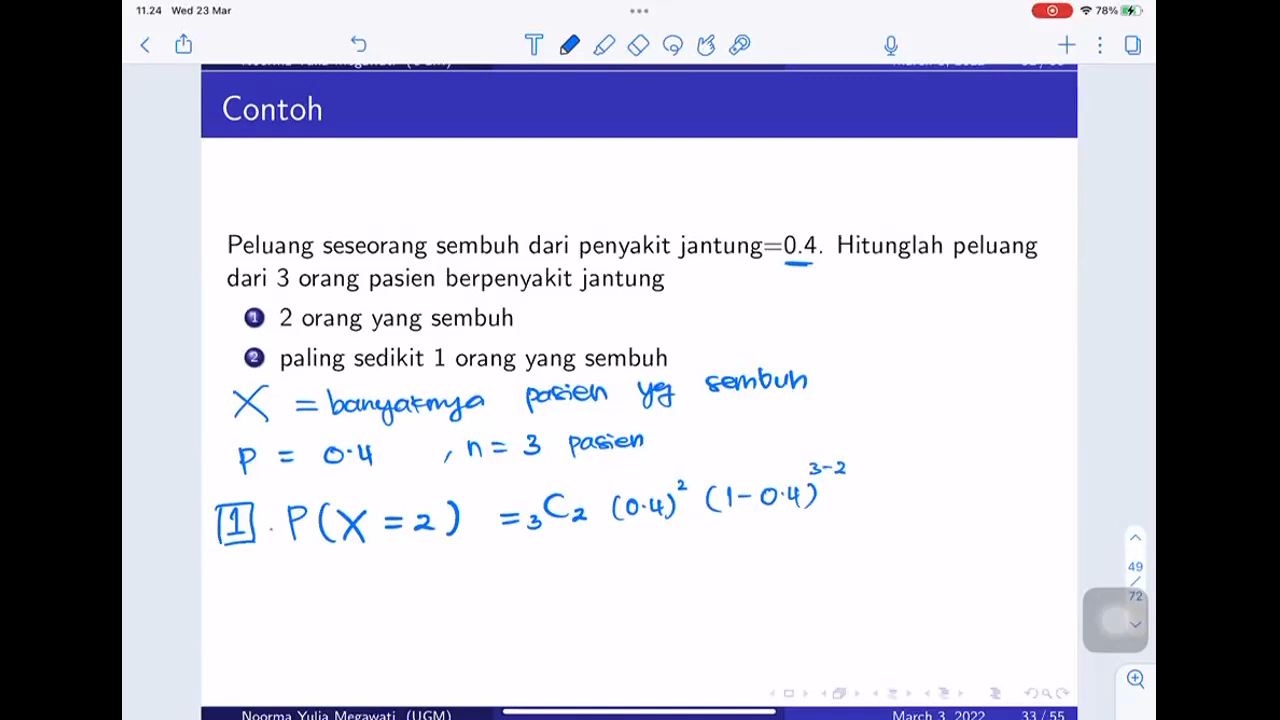 11.24 Wed 23 Mar
78%
Contoh
Peluang seseorang sembuh dari penyakit jantung=0.4. Hitunglah peluang
dari 3 orang pasien berpenyakit jantung
1 2 orang yang sembuh
2 paling sedikit 1 orang yang sembuh
X = banyaknya pasien yg sembuh
P = 0.4 , n = 3 pasien
1. P(X = 2) = ₃C₂ (0.4)² (1-0.4)³⁻²
49
/
72
Noorma Yulia Megawati (UGM) March 3, 2022 33 / 55